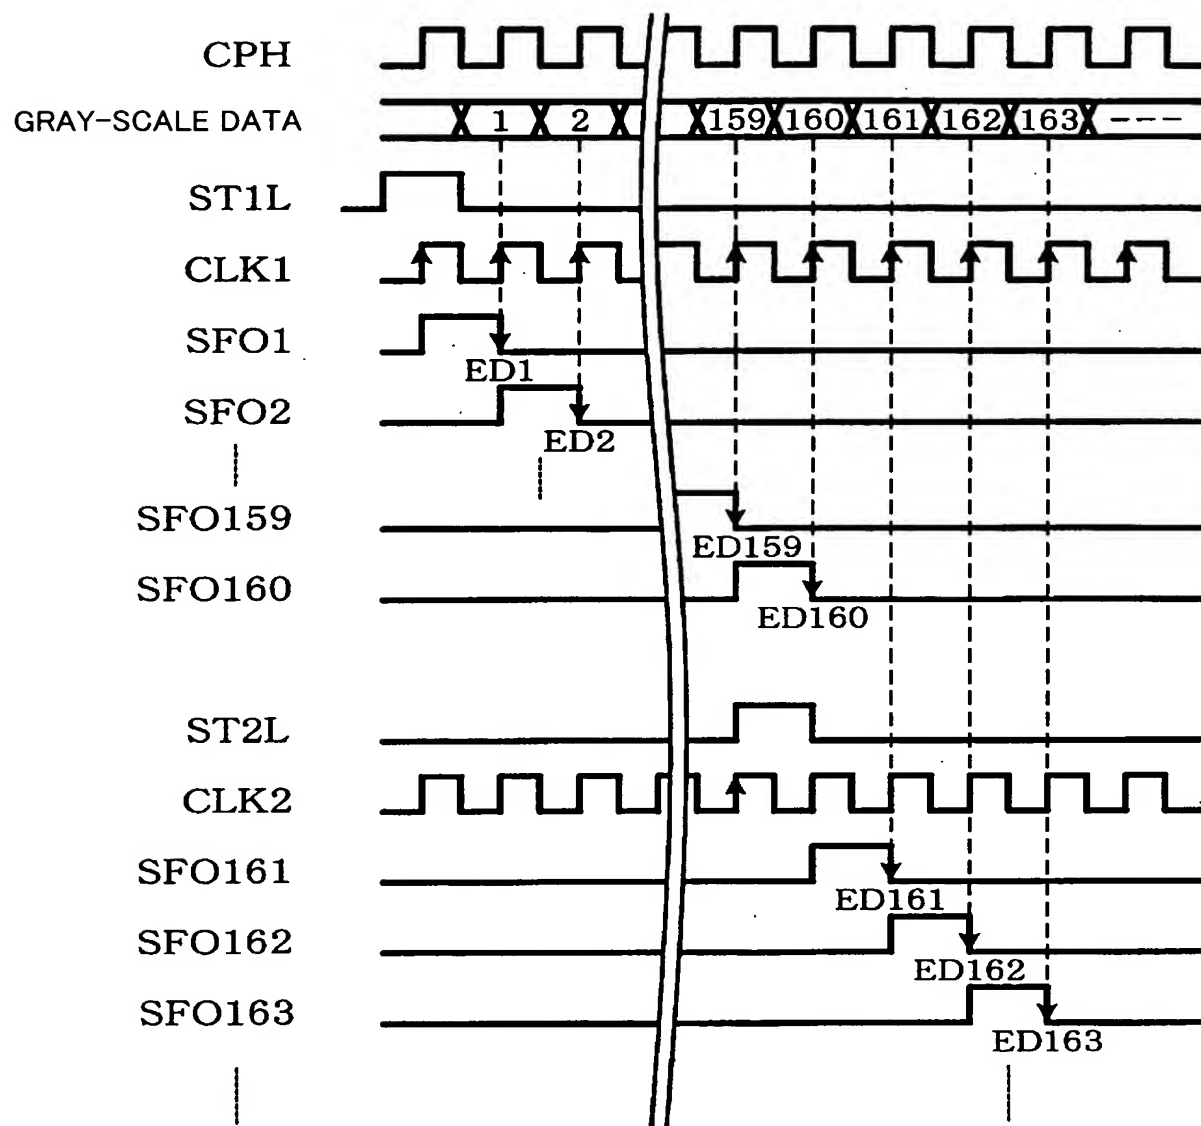 CPH
GRAY-SCALE DATA 1 2 159 160 161 162 163 ---
ST1L
CLK1
SFO1
ED1
SFO2
ED2
SFO159
ED159
SFO160
ED160
ST2L
CLK2
SFO161
ED161
SFO162
ED162
SFO163
ED163